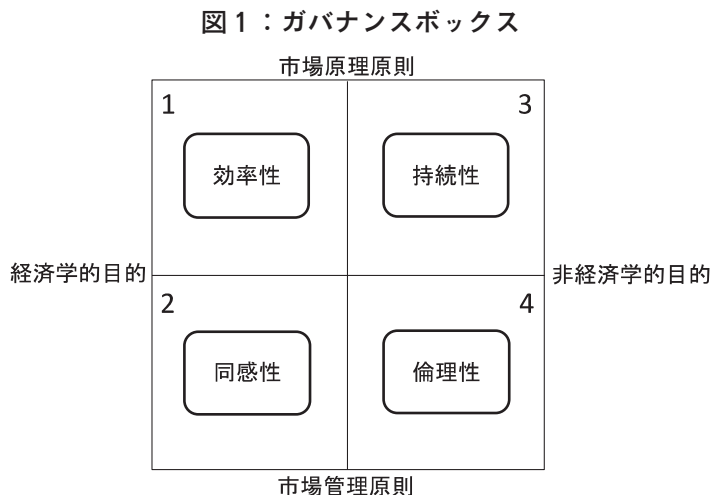 図1：ガバナンスボックス
市場原理原則
1
3
効率性
持続性
経済学的目的
非経済学的目的
2
4
同感性
倫理性
市場管理原則